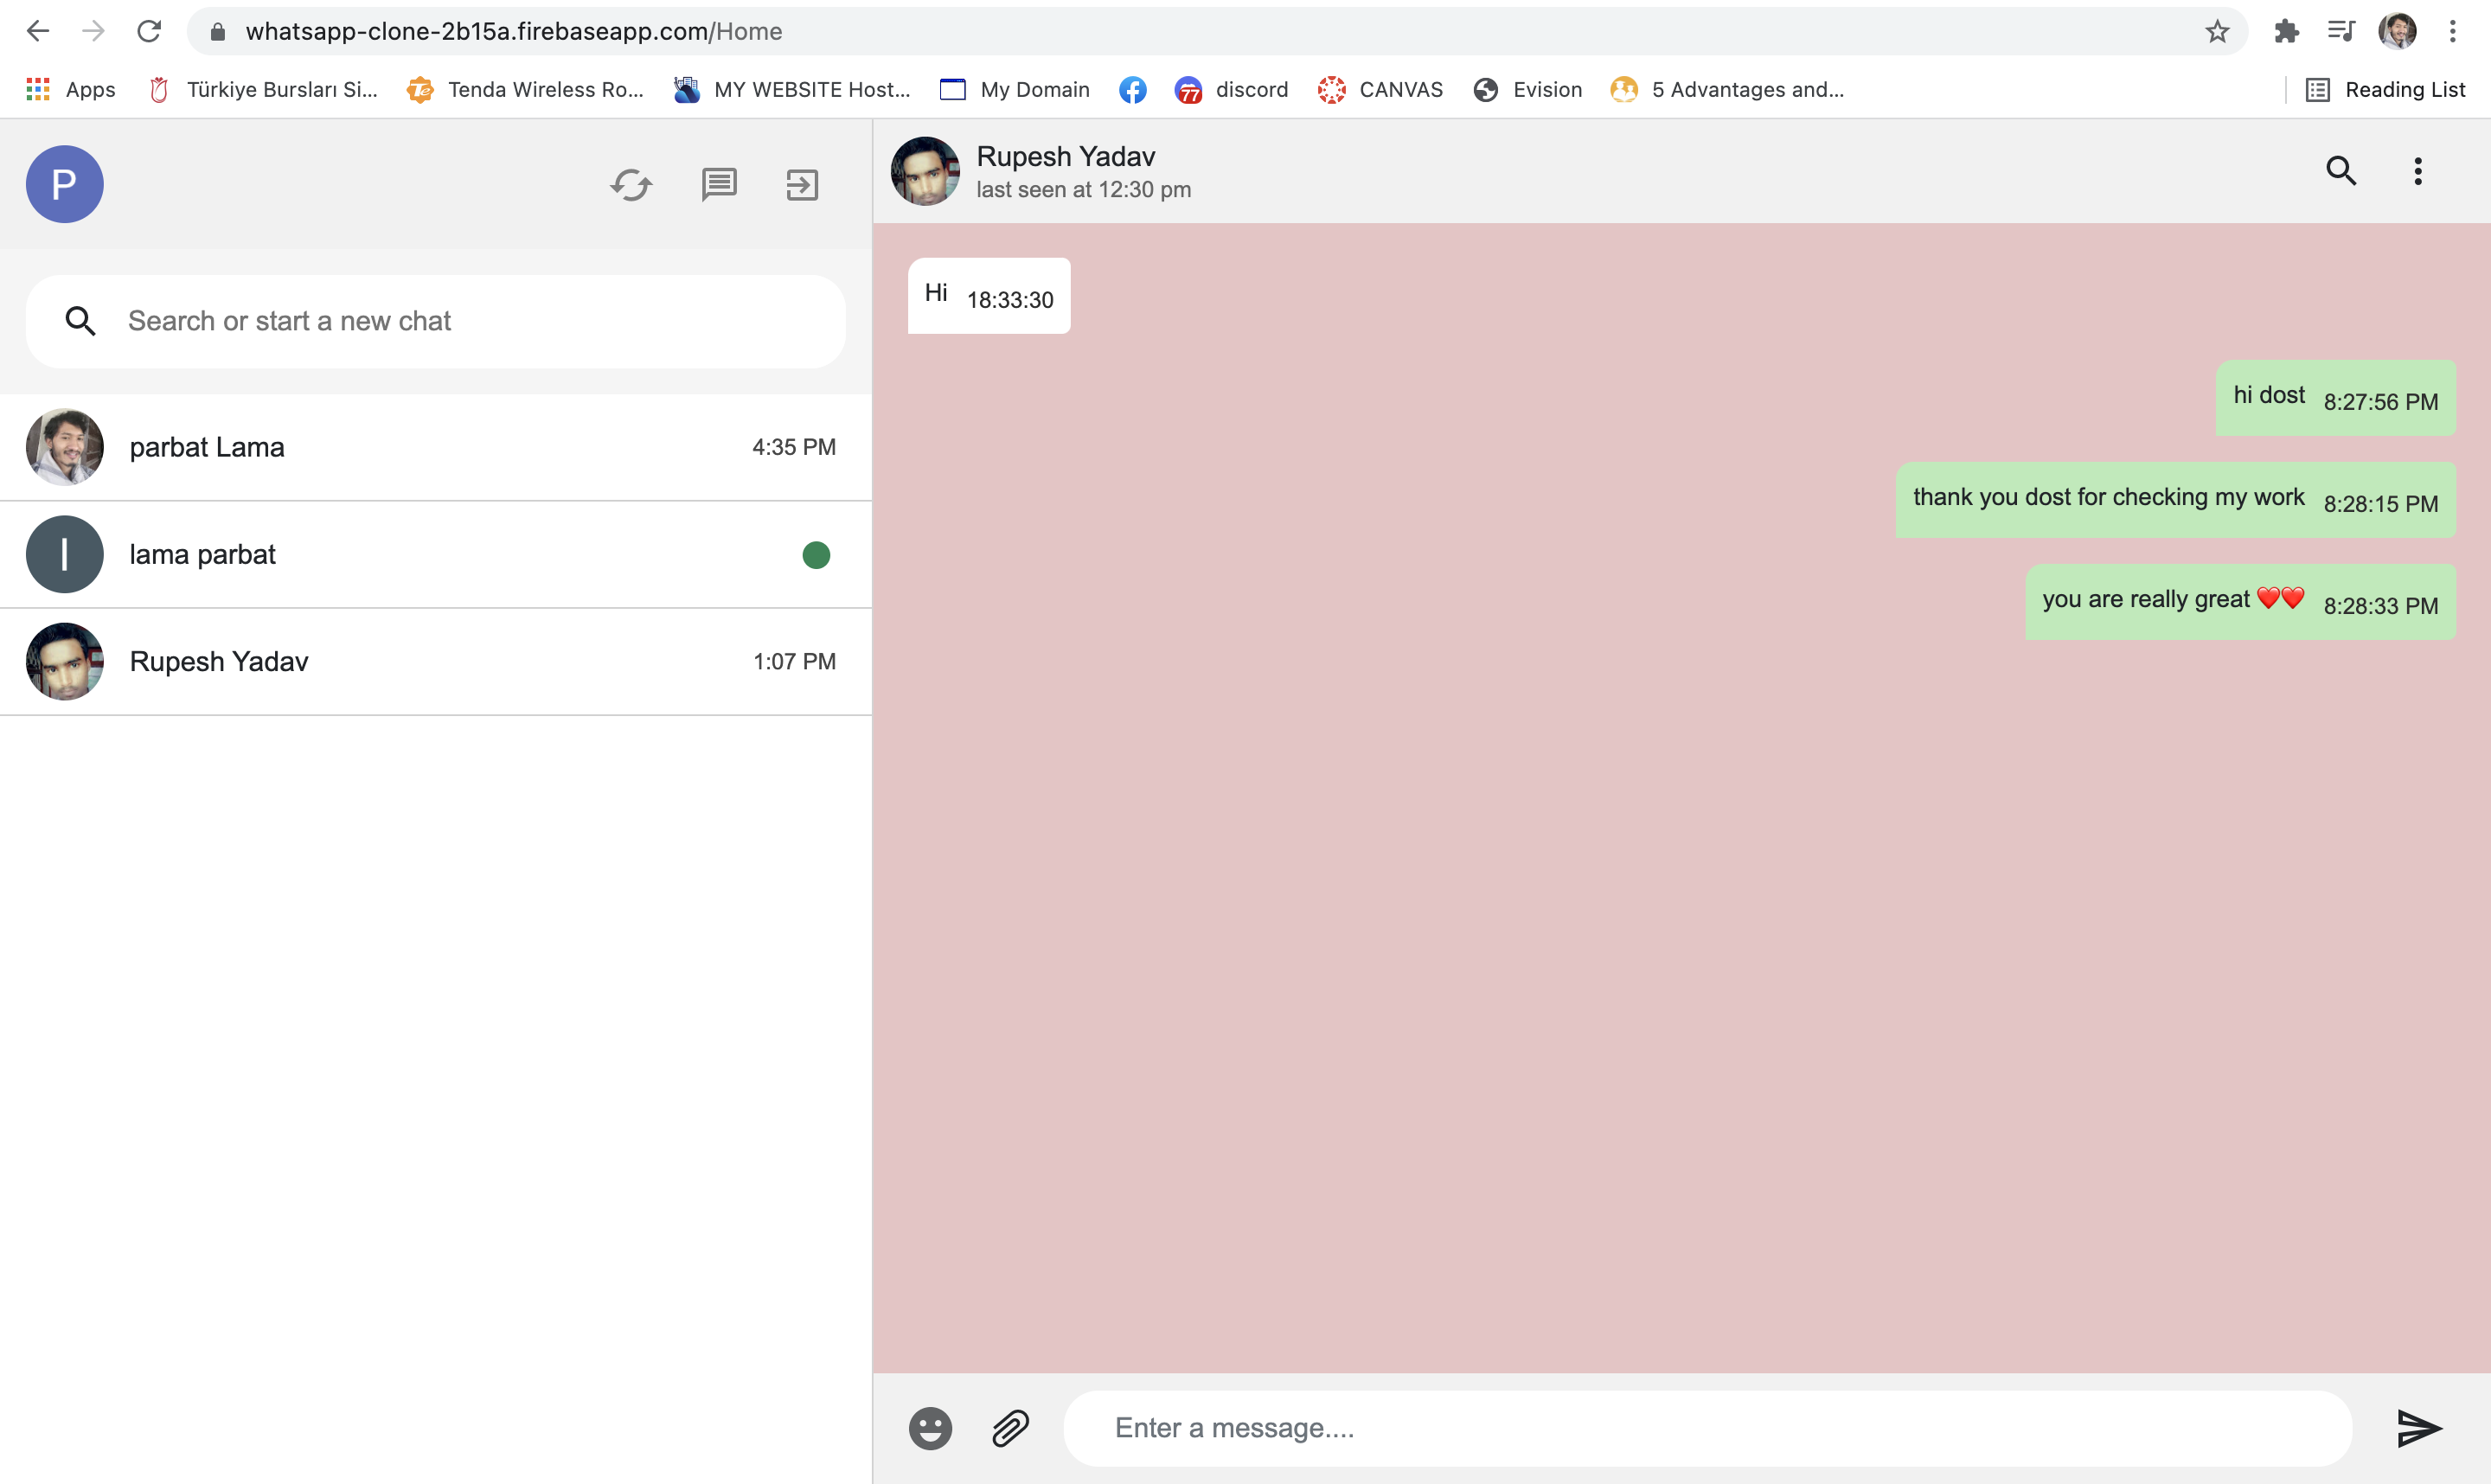 whatsapp-clone-2b15a.firebaseapp.com/Home
Apps Türkiye Bursları Si... Tenda Wireless Ro... MY WEBSITE Host... My Domain 77 discord CANVAS Evision 5 Advantages and... Reading List
P
Search or start a new chat
parbat Lama 4:35 PM
l lama parbat
Rupesh Yadav 1:07 PM
Rupesh Yadav
last seen at 12:30 pm
Hi 18:33:30
hi dost 8:27:56 PM
thank you dost for checking my work 8:28:15 PM
you are really great ❤️❤️ 8:28:33 PM
Enter a message....